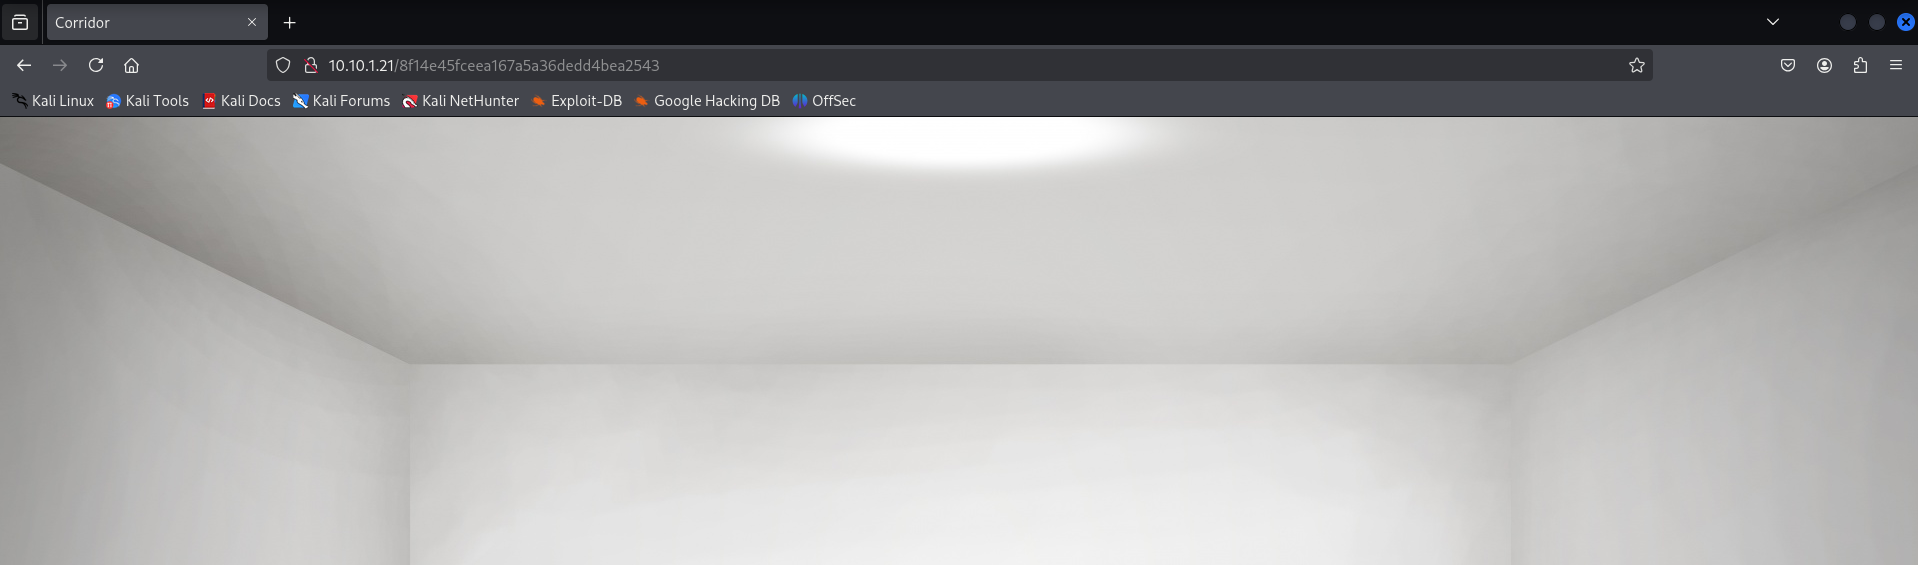 Corridor
10.10.1.21/8f14e45fceea167a5a36dedd4bea2543
Kali Linux Kali Tools Kali Docs Kali Forums Kali NetHunter Exploit-DB Google Hacking DB OffSec